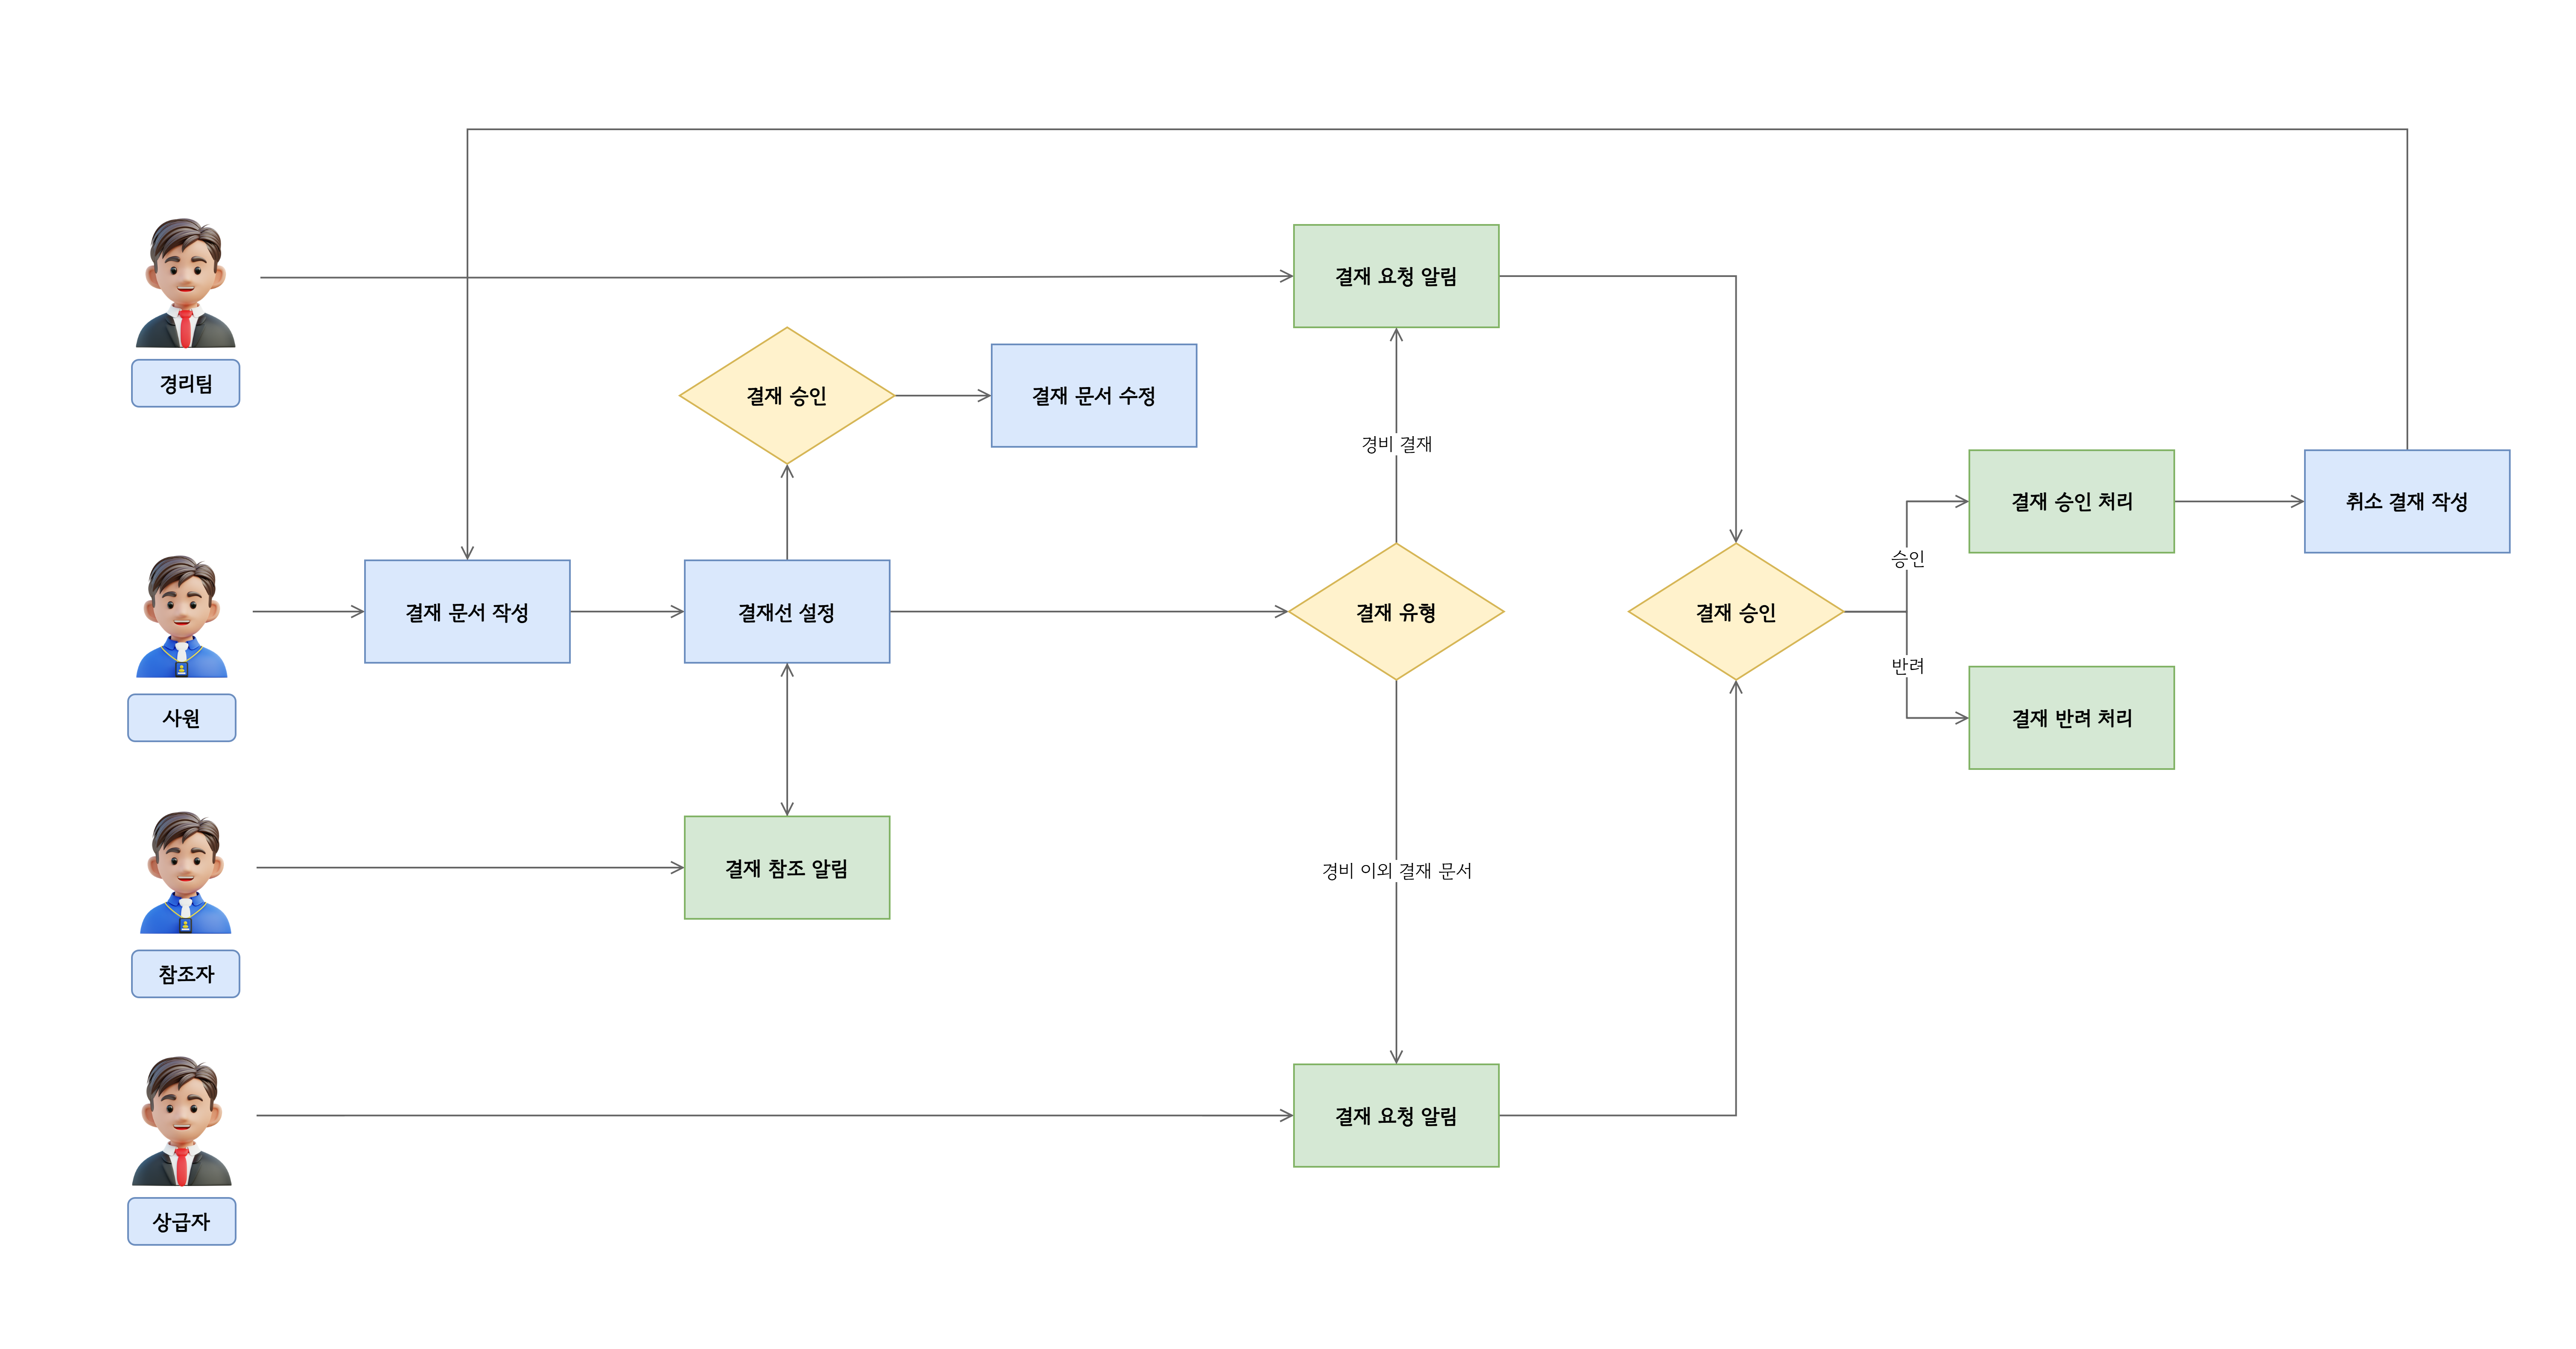 경리팀
결재 요청 알림
결재 승인
결재 문서 수정
경비 결재
사원
결재 문서 작성
결재선 설정
결재 유형
결재 승인
승인
반려
결재 승인 처리
취소 결재 작성
결재 반려 처리
참조자
결재 참조 알림
경비 이외 결재 문서
상급자
결재 요청 알림